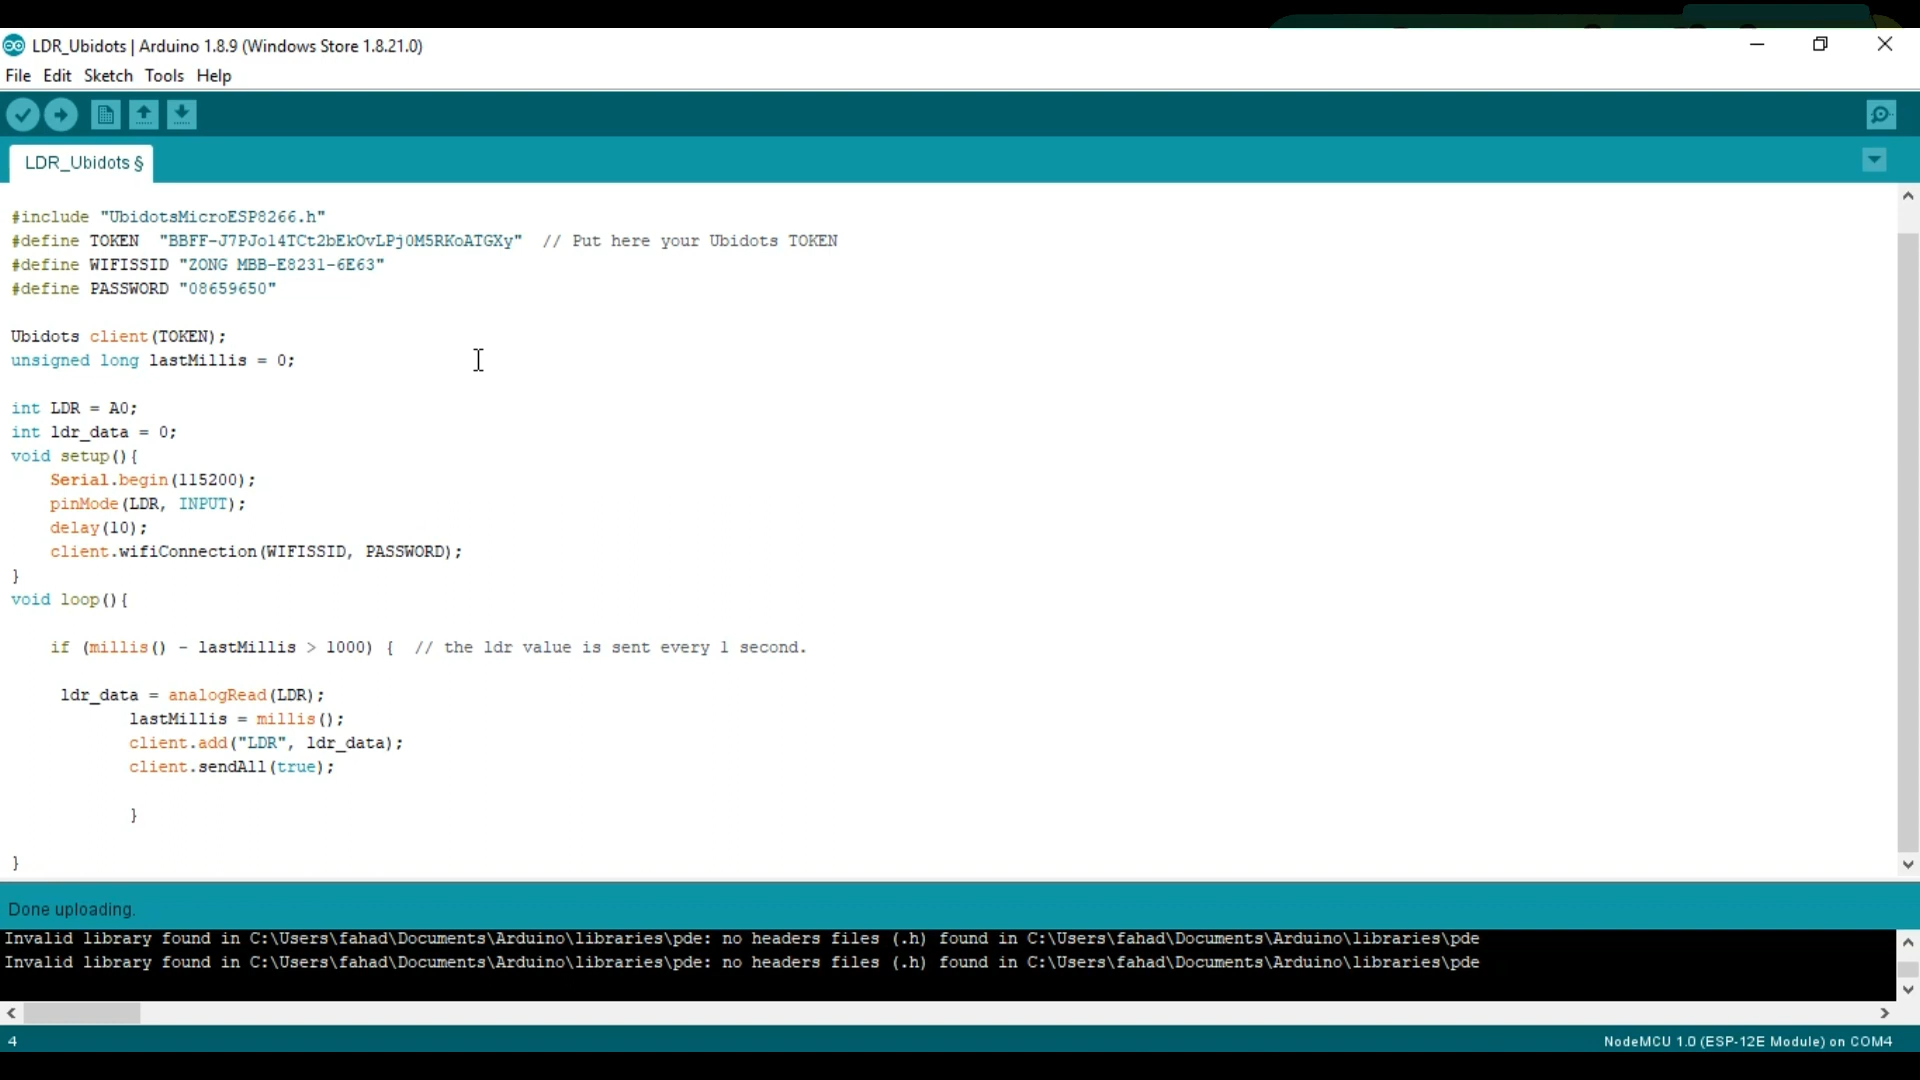 LDR_Ubidots | Arduino 1.8.9 (Windows Store 1.8.21.0)
File Edit Sketch Tools Help
LDR_Ubidots §
#include "UbidotsMicroESP8266.h"
#define TOKEN  "BBFF-J7PJol4TCt2bEkOvLPj0M5RKoATGXy"  // Put here your Ubidots TOKEN
#define WIFISSID "ZONG MBB-E8231-6E63"
#define PASSWORD "08659650"
Ubidots client(TOKEN);
unsigned long lastMillis = 0;
int LDR = A0;
int ldr_data = 0;
void setup(){
    Serial.begin(115200);
    pinMode(LDR, INPUT);
    delay(10);
    client.wifiConnection(WIFISSID, PASSWORD);
}
void loop(){
    if (millis() - lastMillis > 1000) {  // the ldr value is sent every 1 second.
     ldr_data = analogRead(LDR);
            lastMillis = millis();
            client.add("LDR", ldr_data);
            client.sendAll(true);
            }
}
Done uploading.
Invalid library found in C:\Users\fahad\Documents\Arduino\libraries\pde: no headers files (.h) found in C:\Users\fahad\Documents\Arduino\libraries\pde
Invalid library found in C:\Users\fahad\Documents\Arduino\libraries\pde: no headers files (.h) found in C:\Users\fahad\Documents\Arduino\libraries\pde
4 NodeMCU 1.0 (ESP-12E Module) on COM4